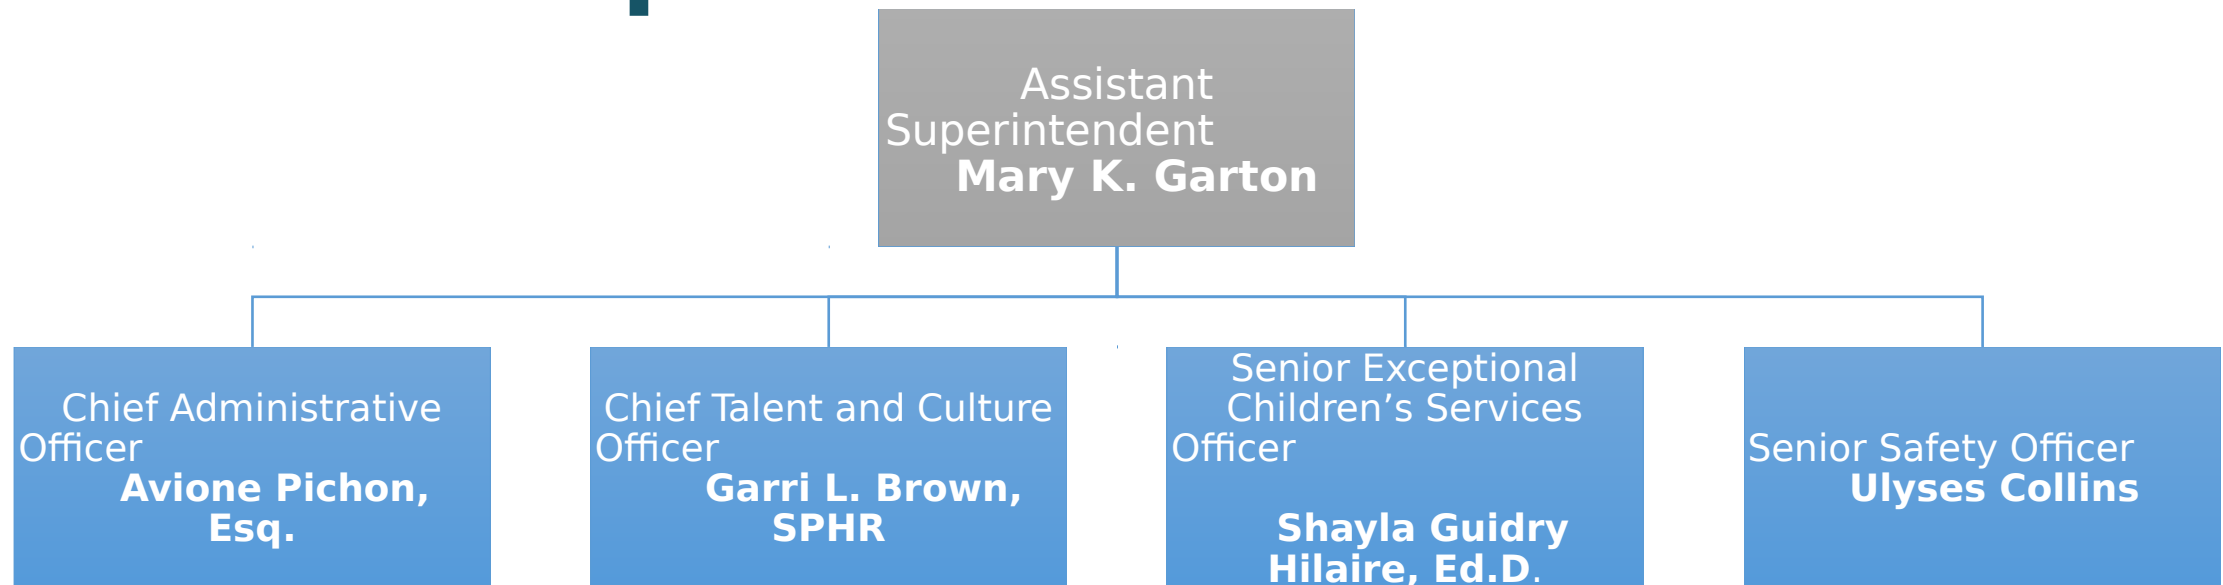 Assistant
Superintendent
Mary K. Garton
Chief Administrative
Officer
Avione Pichon,
Esq.
Chief Talent and Culture
Officer
Garri L. Brown,
SPHR
Senior Exceptional
Children’s Services
Officer
Shayla Guidry
Hilaire, Ed.D.
Senior Safety Officer
Ulyses Collins